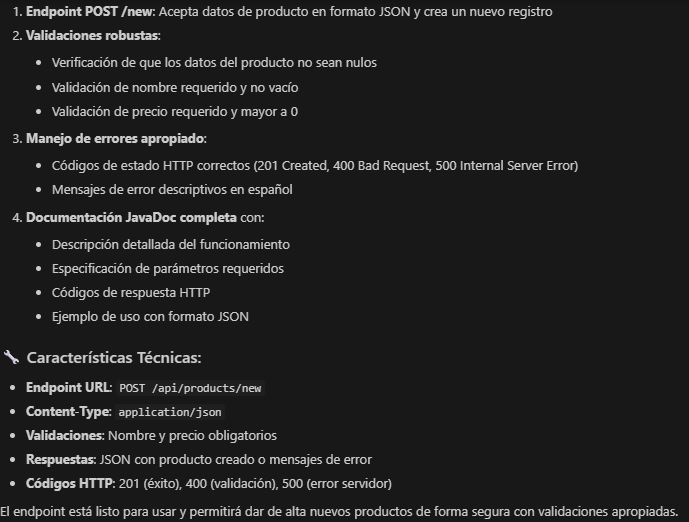 1. Endpoint POST /new: Acepta datos de producto en formato JSON y crea un nuevo registro
2. Validaciones robustas:
• Verificación de que los datos del producto no sean nulos
• Validación de nombre requerido y no vacío
• Validación de precio requerido y mayor a 0
3. Manejo de errores apropiado:
• Códigos de estado HTTP correctos (201 Created, 400 Bad Request, 500 Internal Server Error)
• Mensajes de error descriptivos en español
4. Documentación JavaDoc completa con:
• Descripción detallada del funcionamiento
• Especificación de parámetros requeridos
• Códigos de respuesta HTTP
• Ejemplo de uso con formato JSON
🔧 Características Técnicas:
• Endpoint URL: POST /api/products/new
• Content-Type: application/json
• Validaciones: Nombre y precio obligatorios
• Respuestas: JSON con producto creado o mensajes de error
• Códigos HTTP: 201 (éxito), 400 (validación), 500 (error servidor)
El endpoint está listo para usar y permitirá dar de alta nuevos productos de forma segura con validaciones apropiadas.